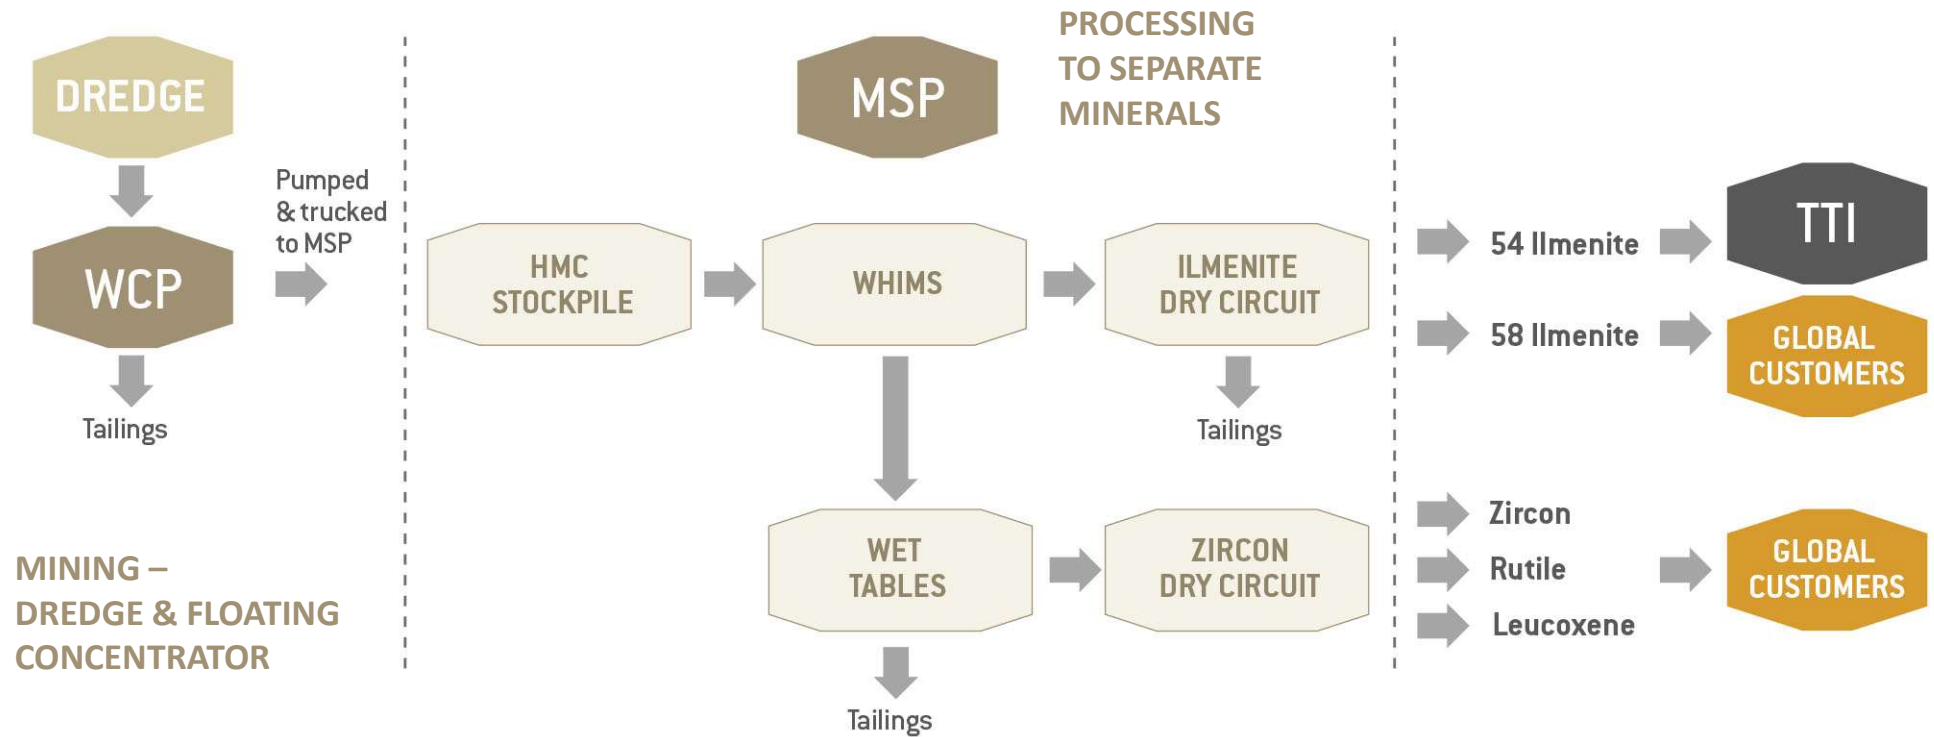 DREDGE
WCP
Tailings
Pumped
& trucked
to MSP
MINING –
DREDGE & FLOATING
CONCENTRATOR
MSP
PROCESSING
TO SEPARATE
MINERALS
HMC
STOCKPILE
WHIMS
ILMENITE
DRY CIRCUIT
Tailings
WET
TABLES
Tailings
ZIRCON
DRY CIRCUIT
54 Ilmenite
TTI
58 Ilmenite
GLOBAL
CUSTOMERS
Zircon
Rutile
Leucoxene
GLOBAL
CUSTOMERS